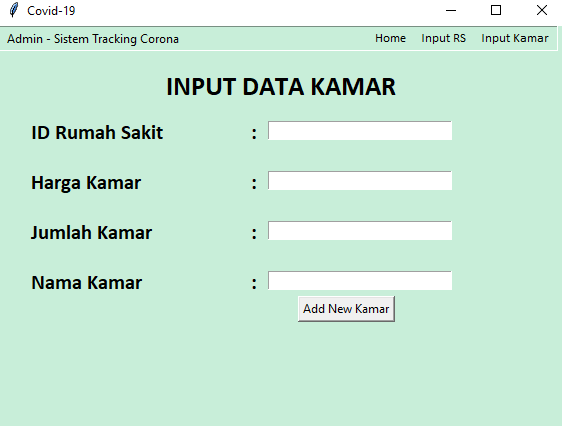 Covid-19
Admin - Sistem Tracking Corona Home Input RS Input Kamar
INPUT DATA KAMAR
ID Rumah Sakit :
Harga Kamar :
Jumlah Kamar :
Nama Kamar :
Add New Kamar